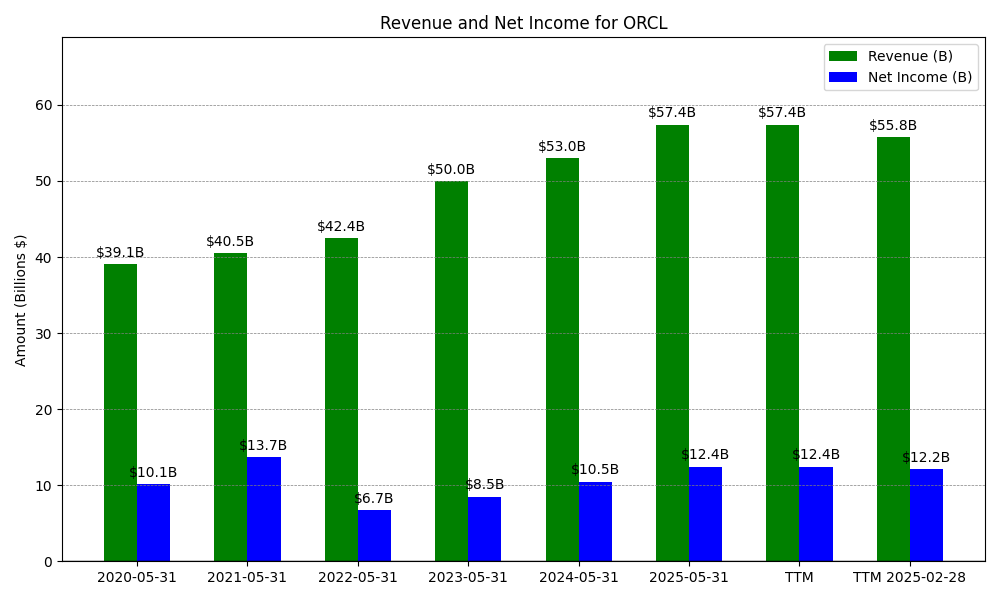 Revenue and Net Income for ORCL
Revenue (B)
Net Income (B)
Amount (Billions $)
60
50
40
30
20
10
0
$39.1B
$40.5B
$42.4B
$50.0B
$53.0B
$57.4B
$57.4B
$55.8B
$10.1B
$13.7B
$6.7B
$8.5B
$10.5B
$12.4B
$12.4B
$12.2B
2020-05-31
2021-05-31
2022-05-31
2023-05-31
2024-05-31
2025-05-31
TTM
TTM 2025-02-28